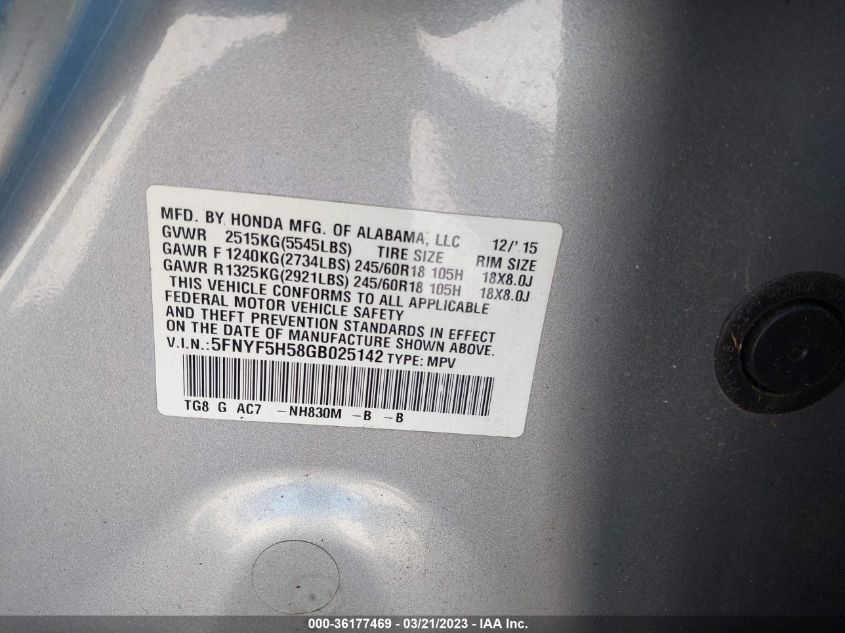 MFD. BY HONDA MFG. OF ALABAMA, LLC 12/'15
GVWR 2515KG(5545LBS) TIRE SIZE RIM SIZE
GAWR F 1240KG(2734LBS) 245/60R18 105H 18X8.0J
GAWR R1325KG(2921LBS) 245/60R18 105H 18X8.0J
THIS VEHICLE CONFORMS TO ALL APPLICABLE
FEDERAL MOTOR VEHICLE SAFETY
AND THEFT PREVENTION STANDARDS IN EFFECT
ON THE DATE OF MANUFACTURE SHOWN ABOVE.
V.I.N.:5FNYF5H58GB025142 TYPE: MPV
TG8 G AC7 -NH830M -B -B
000-36177469 - 03/21/2023 - IAA Inc.